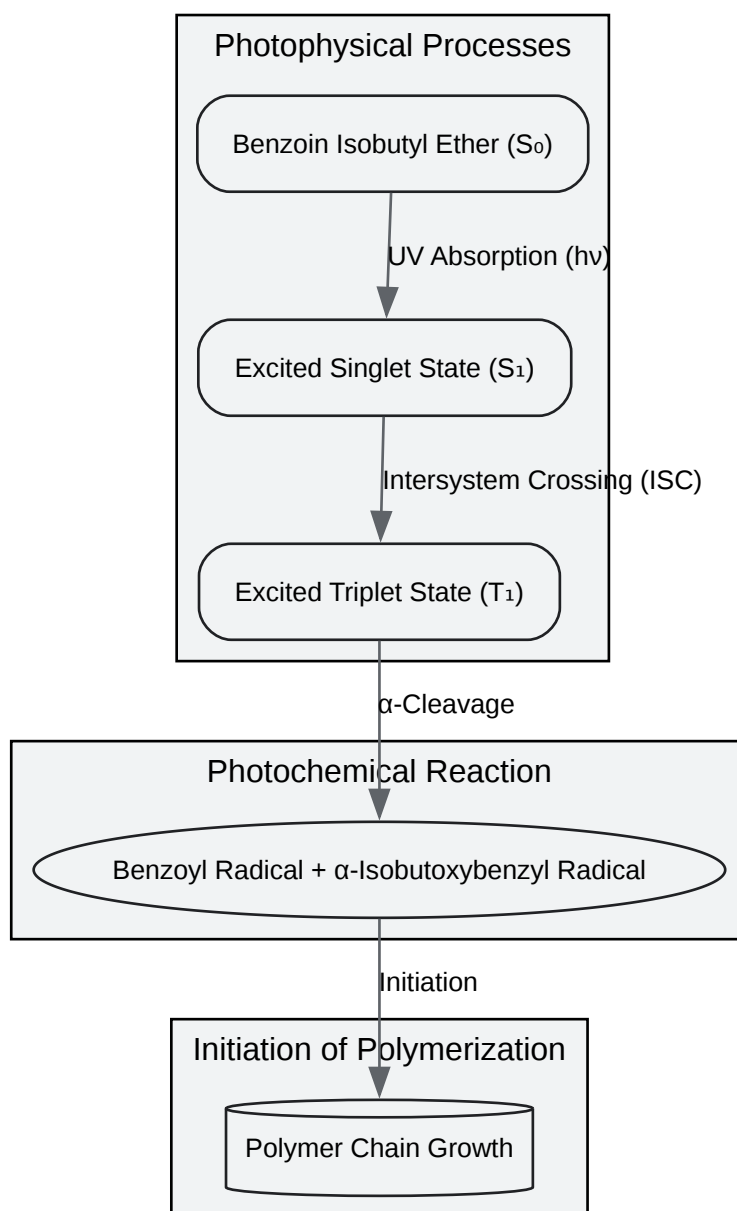 Photophysical Processes
Benzoin Isobutyl Ether (S₀)
UV Absorption (hν)
Excited Singlet State (S₁)
Intersystem Crossing (ISC)
Excited Triplet State (T₁)
α-Cleavage
Photochemical Reaction
Benzoyl Radical + α-Isobutoxybenzyl Radical
Initiation
Initiation of Polymerization
Polymer Chain Growth